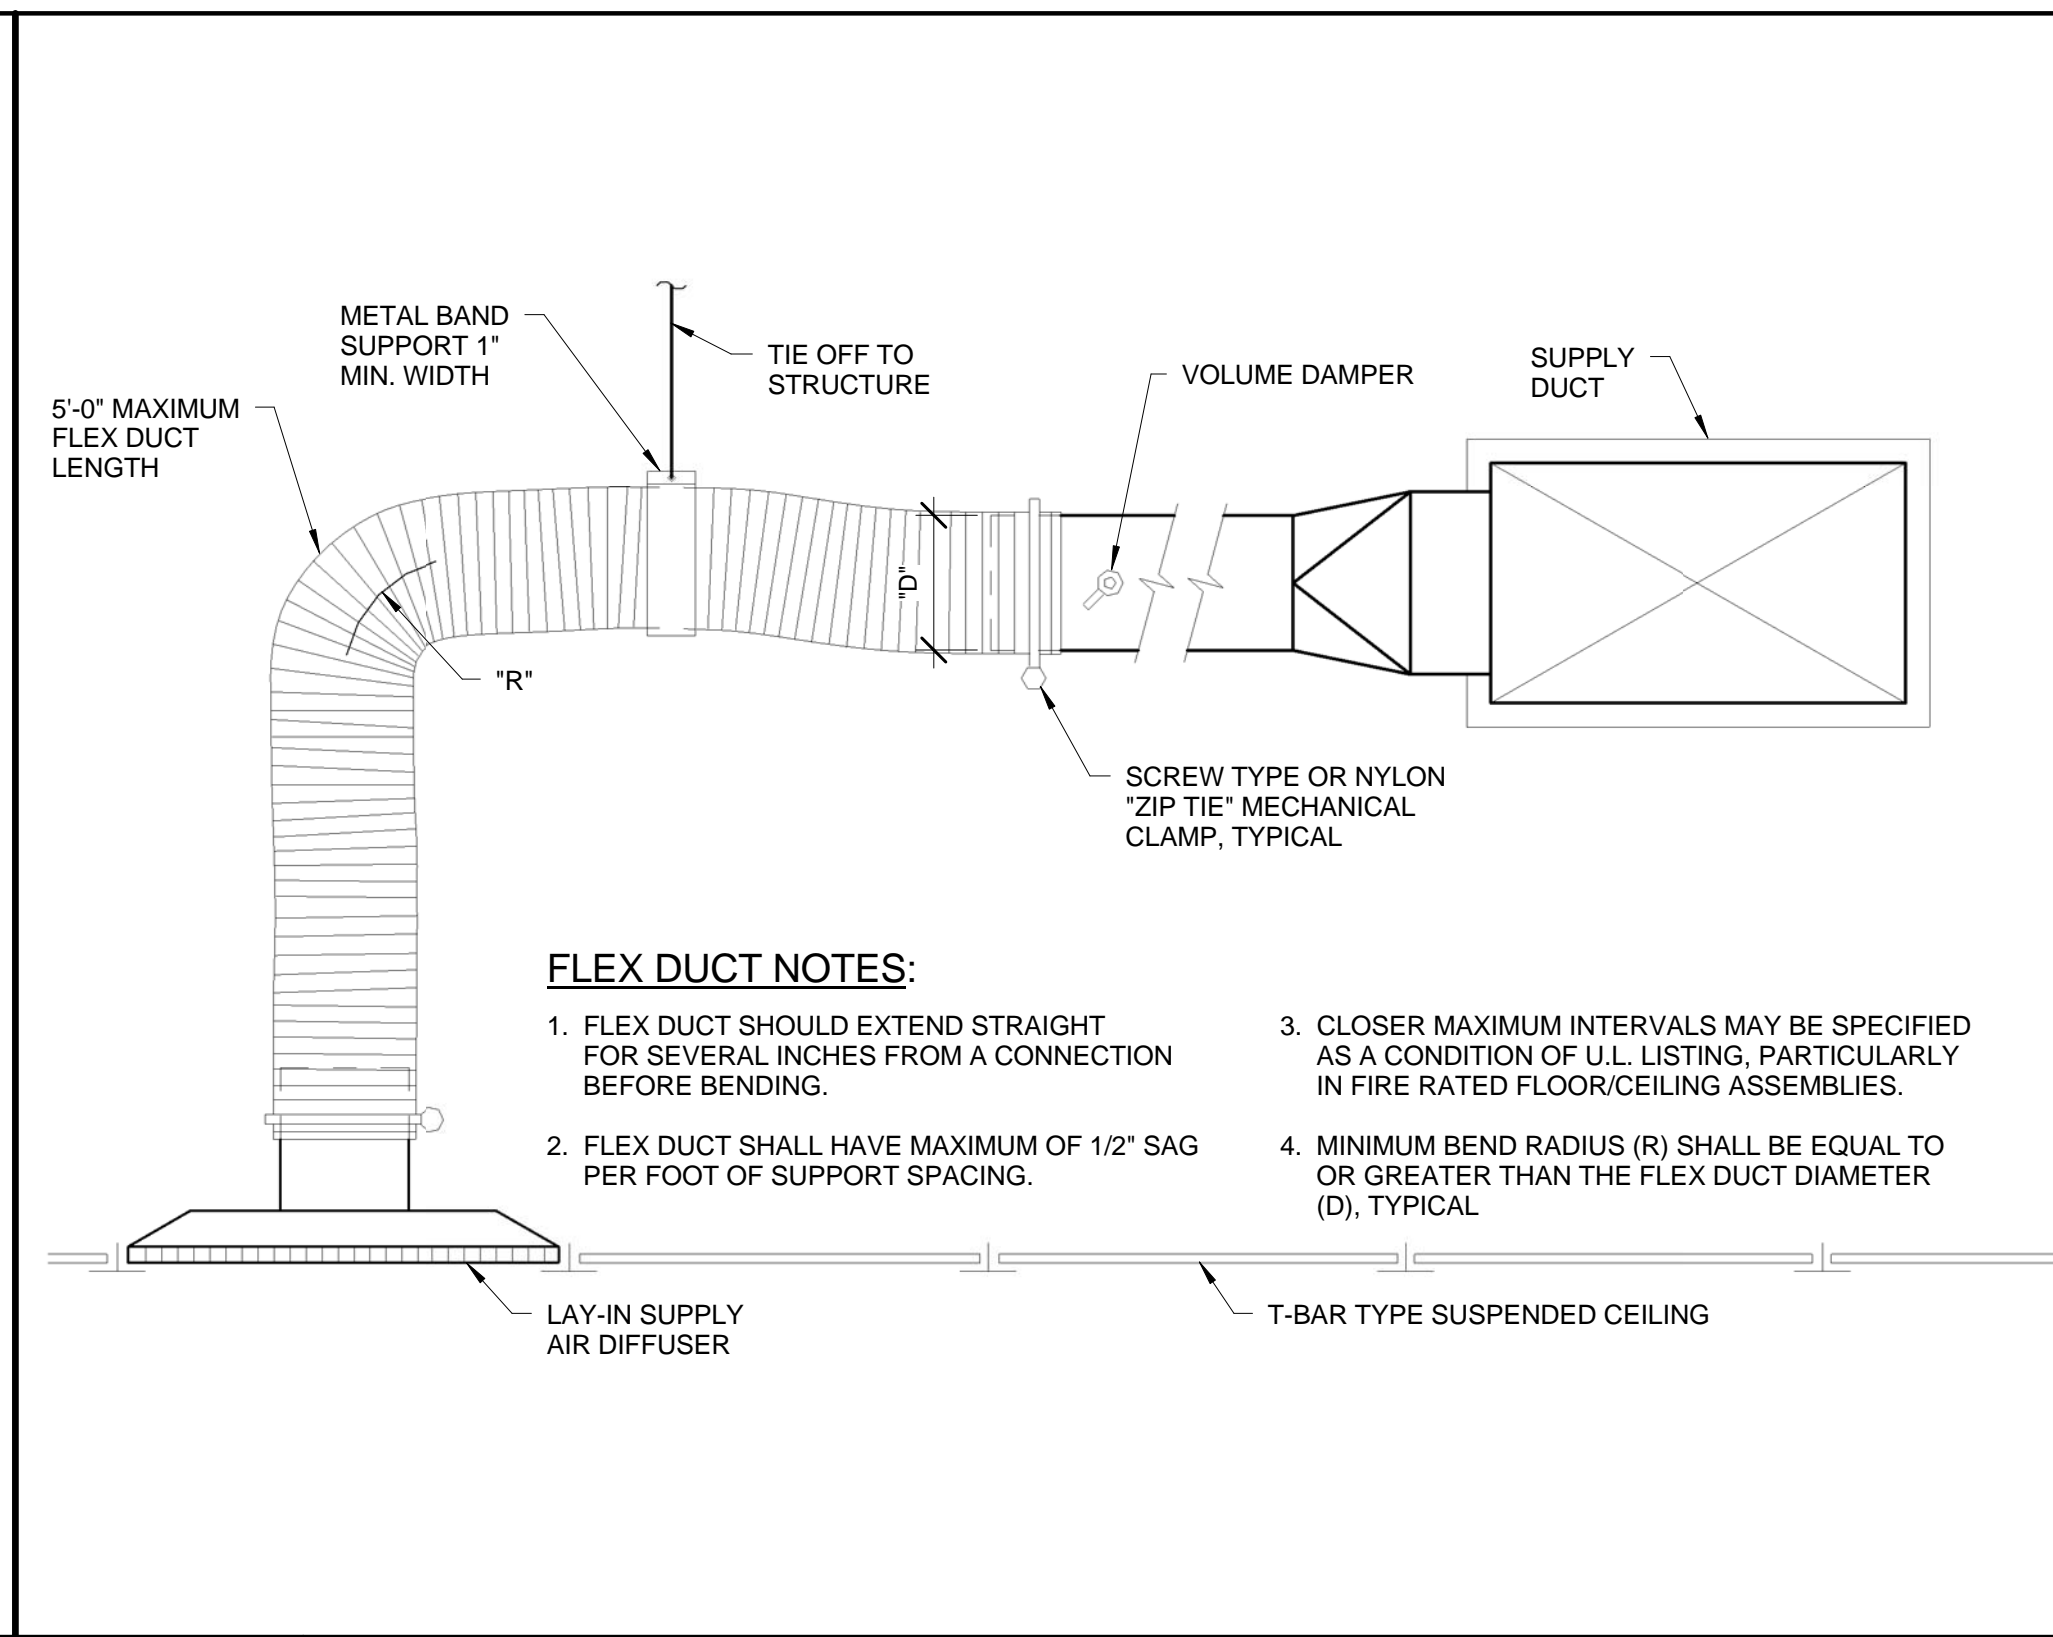 METAL BAND
SUPPORT 1"
MIN. WIDTH
TIE OFF TO
STRUCTURE
VOLUME DAMPER
SUPPLY
DUCT
5'-0" MAXIMUM
FLEX DUCT
LENGTH
"D"
"R"
SCREW TYPE OR NYLON
"ZIP TIE" MECHANICAL
CLAMP, TYPICAL
FLEX DUCT NOTES:
1. FLEX DUCT SHOULD EXTEND STRAIGHT
FOR SEVERAL INCHES FROM A CONNECTION
BEFORE BENDING.
2. FLEX DUCT SHALL HAVE MAXIMUM OF 1/2" SAG
PER FOOT OF SUPPORT SPACING.
3. CLOSER MAXIMUM INTERVALS MAY BE SPECIFIED
AS A CONDITION OF U.L. LISTING, PARTICULARLY
IN FIRE RATED FLOOR/CEILING ASSEMBLIES.
4. MINIMUM BEND RADIUS (R) SHALL BE EQUAL TO
OR GREATER THAN THE FLEX DUCT DIAMETER
(D), TYPICAL
LAY-IN SUPPLY
AIR DIFFUSER
T-BAR TYPE SUSPENDED CEILING